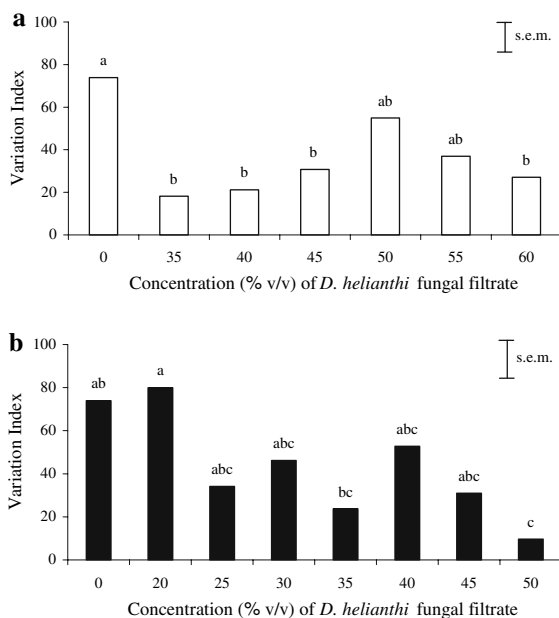 a
100
80
60
40
20
0
Variation Index
s.e.m.
a
b
b
b
ab
ab
b
0 35 40 45 50 55 60
Concentration (% v/v) of D. helianthi fungal filtrate
b
100
80
60
40
20
0
Variation Index
s.e.m.
ab
a
abc
abc
bc
abc
abc
c
0 20 25 30 35 40 45 50
Concentration (% v/v) of D. helianthi fungal filtrate